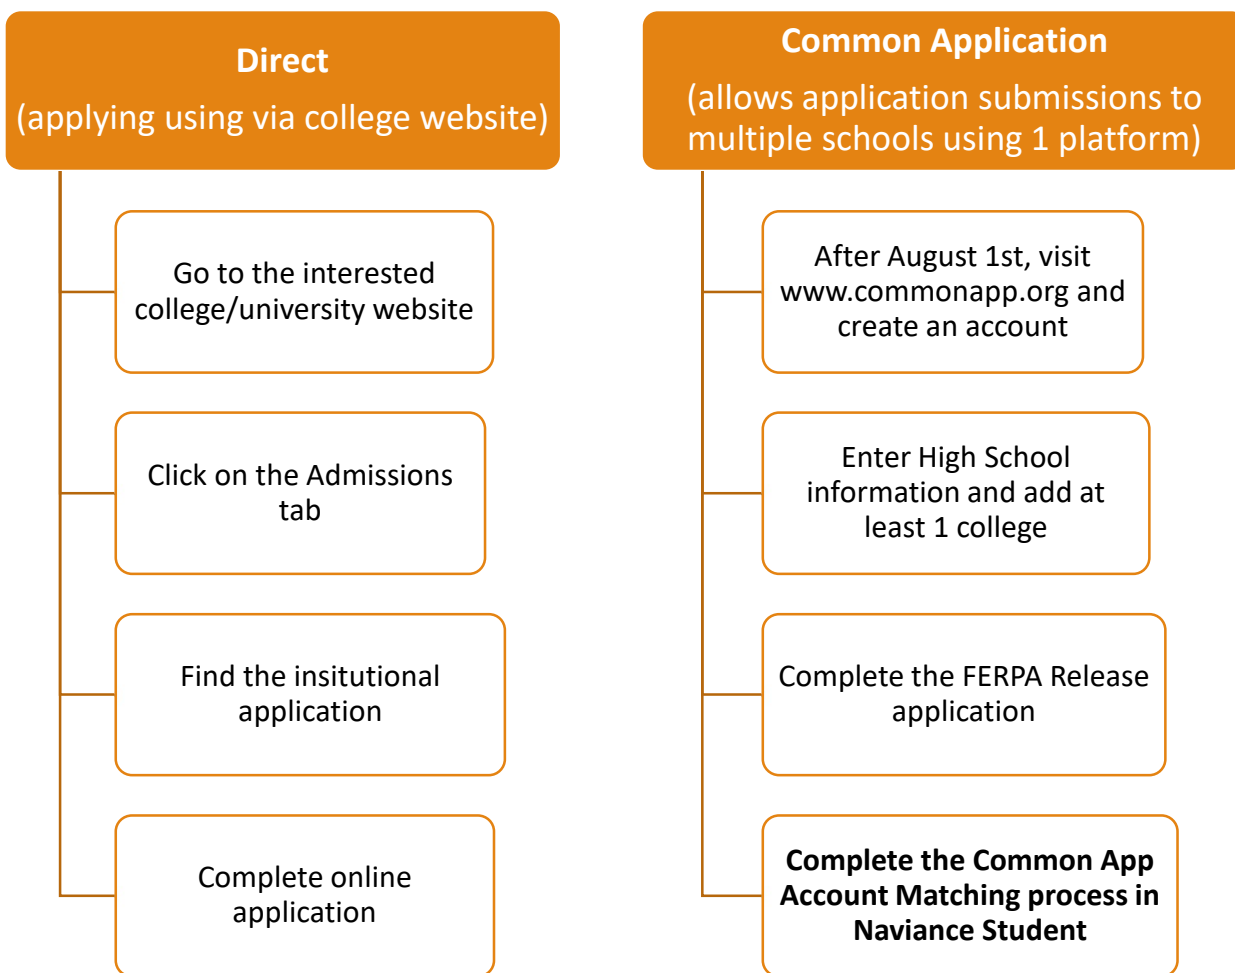 Direct
(applying using via college website)
Go to the interested
college/university website
Click on the Admissions
tab
Find the insitutional
application
Complete online
application
Common Application
(allows application submissions to
multiple schools using 1 platform)
After August 1st, visit
www.commonapp.org and
create an account
Enter High School
information and add at
least 1 college
Complete the FERPA Release
application
Complete the Common App
Account Matching process in
Naviance Student